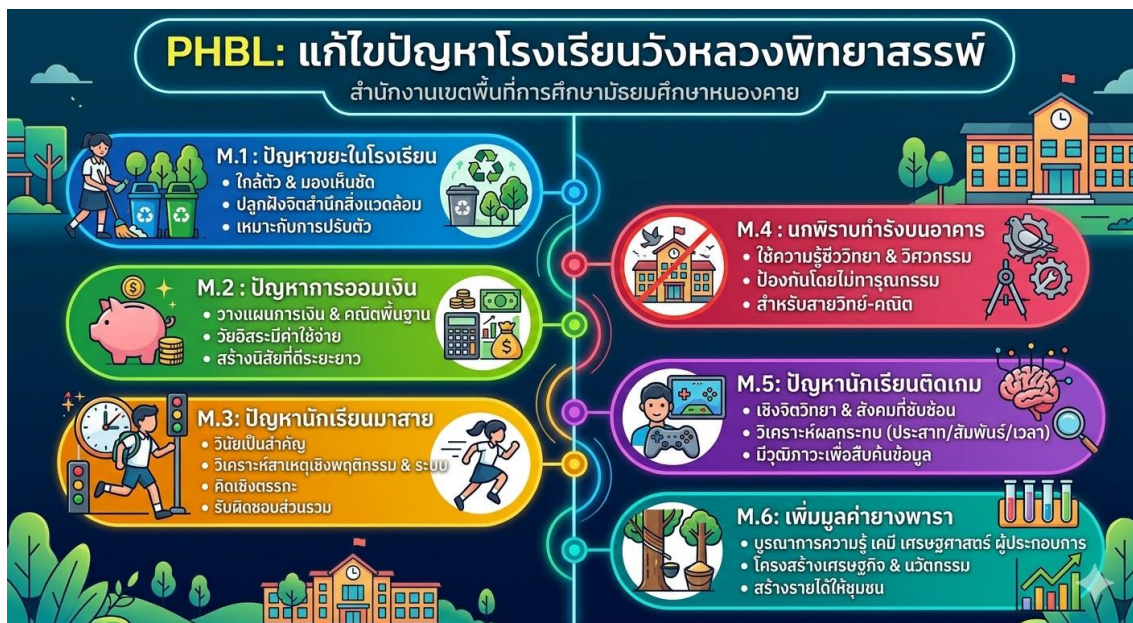 PHBL: แก้ไขปัญหาโรงเรียนวังหลวงพิทยาสรรพ์
สำนักงานเขตพื้นที่การศึกษามัธยมศึกษาหนองคาย
M.1 : ปัญหาขยะในโรงเรียน
• ใกล้ตัว & มองเห็นชัด
• ปลูกฝังจิตสำนึกสิ่งแวดล้อม
• เหมาะกับการปรับตัว
M.2 : ปัญหาการออมเงิน
• วางแผนการเงิน & คณิตพื้นฐาน
• วัยอิสระมีค่าใช้จ่าย
• สร้างนิสัยที่ดีระยะยาว
M.3: ปัญหานักเรียนมาสาย
• วินัยเป็นสำคัญ
• วิเคราะห์สาเหตุเชิงพฤติกรรม & ระบบ
• คิดเชิงตรรกะ
• รับผิดชอบส่วนรวม
M.4 : นกพิราบทำรังบนอาคาร
• ใช้ความรู้ชีววิทยา & วิศวกรรม
• ป้องกันโดยไม่ทารุณกรรม
• สำหรับสายวิทย์-คณิต
M.5: ปัญหานักเรียนติดเกม
• เชิงจิตวิทยา & สังคมที่ซับซ้อน
• วิเคราะห์ผลกระทบ (ประสาท/สัมพันธ์/เวลา)
• มีวุฒิภาวะเพื่อสืบค้นข้อมูล
M.6: เพิ่มมูลค่ายางพารา
• บูรณาการความรู้ เคมี เศรษฐศาสตร์ ผู้ประกอบการ
• โครงสร้างเศรษฐกิจ & นวัตกรรม
• สร้างรายได้ให้ชุมชน